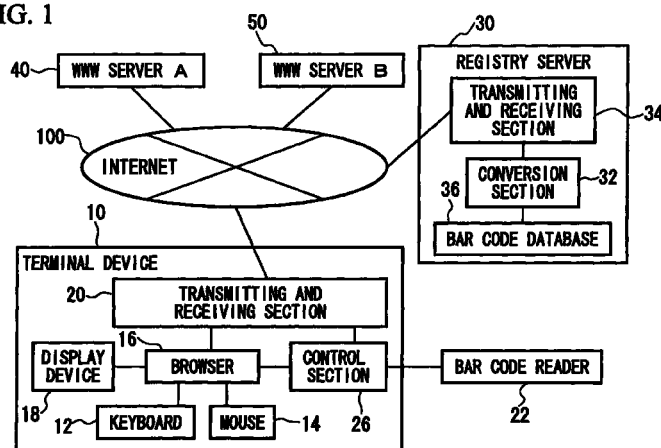 IG. 1
40
WWW SERVER A
50
WWW SERVER B
30
REGISTRY SERVER
TRANSMITTING
AND RECEIVING
SECTION
34
100
INTERNET
CONVERSION
SECTION
32
36
BAR CODE DATABASE
10
TERMINAL DEVICE
20
TRANSMITTING AND
RECEIVING SECTION
16
DISPLAY
DEVICE
18
BROWSER
CONTROL
SECTION
26
BAR CODE READER
22
12
KEYBOARD
MOUSE
14